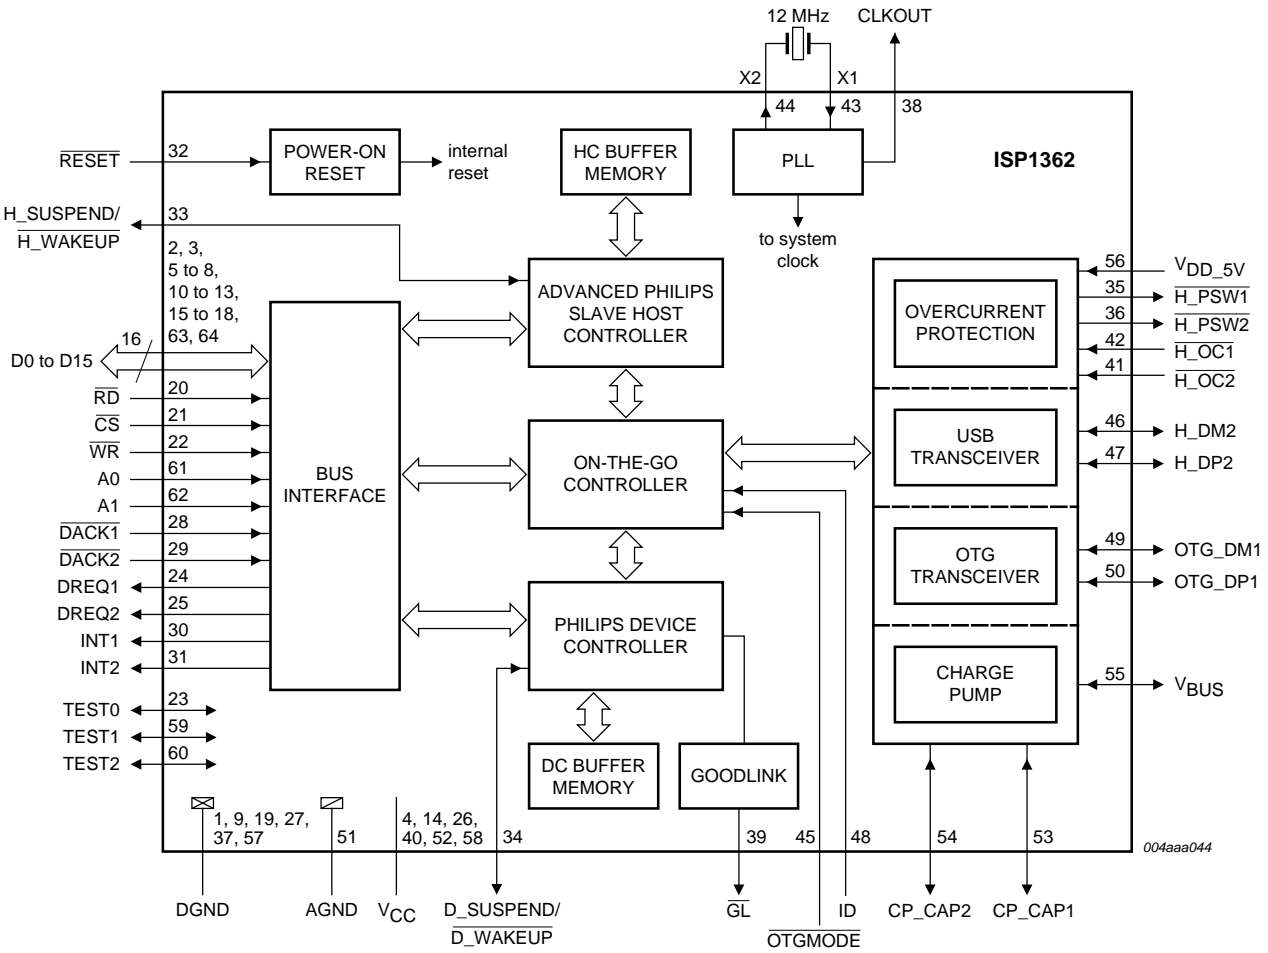 12 MHz
CLKOUT
X2
X1
44
43
38
RESET
32
POWER-ON
RESET
internal
reset
HC BUFFER
MEMORY
PLL
ISP1362
to system
clock
H_SUSPEND/
H_WAKEUP
33
2, 3,
5 to 8,
10 to 13,
15 to 18,
63, 64
16
D0 to D15
RD
20
CS
21
WR
22
A0
61
A1
62
DACK1
28
DACK2
29
DREQ1
24
DREQ2
25
INT1
30
INT2
31
TEST0
23
TEST1
59
TEST2
60
BUS
INTERFACE
ADVANCED PHILIPS
SLAVE HOST
CONTROLLER
ON-THE-GO
CONTROLLER
PHILIPS DEVICE
CONTROLLER
DC BUFFER
MEMORY
GOODLINK
OVERCURRENT
PROTECTION
USB
TRANSCEIVER
OTG
TRANSCEIVER
CHARGE
PUMP
56
VDD_5V
35
H_PSW1
36
H_PSW2
42
H_OC1
41
H_OC2
46
H_DM2
47
H_DP2
49
OTG_DM1
50
OTG_DP1
55
VBUS
1, 9, 19, 27,
37, 57
51
4, 14, 26,
40, 52, 58
34
39
45
48
54
53
004aaa044
DGND
AGND
VCC
D_SUSPEND/
D_WAKEUP
GL
OTGMODE
ID
CP_CAP2
CP_CAP1